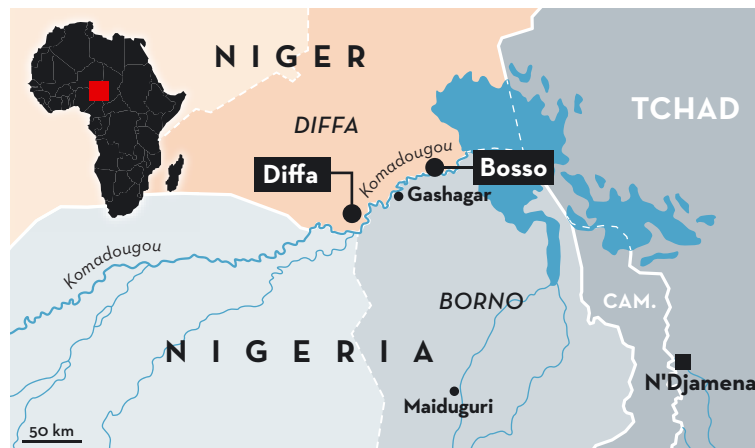 NIGER
TCHAD
DIFFA
Komadougou
Diffa
Bosso
Gashagar
Komadougou
BORNO
CAM.
NIGERIA
N'Djamena
Maiduguri
50 km